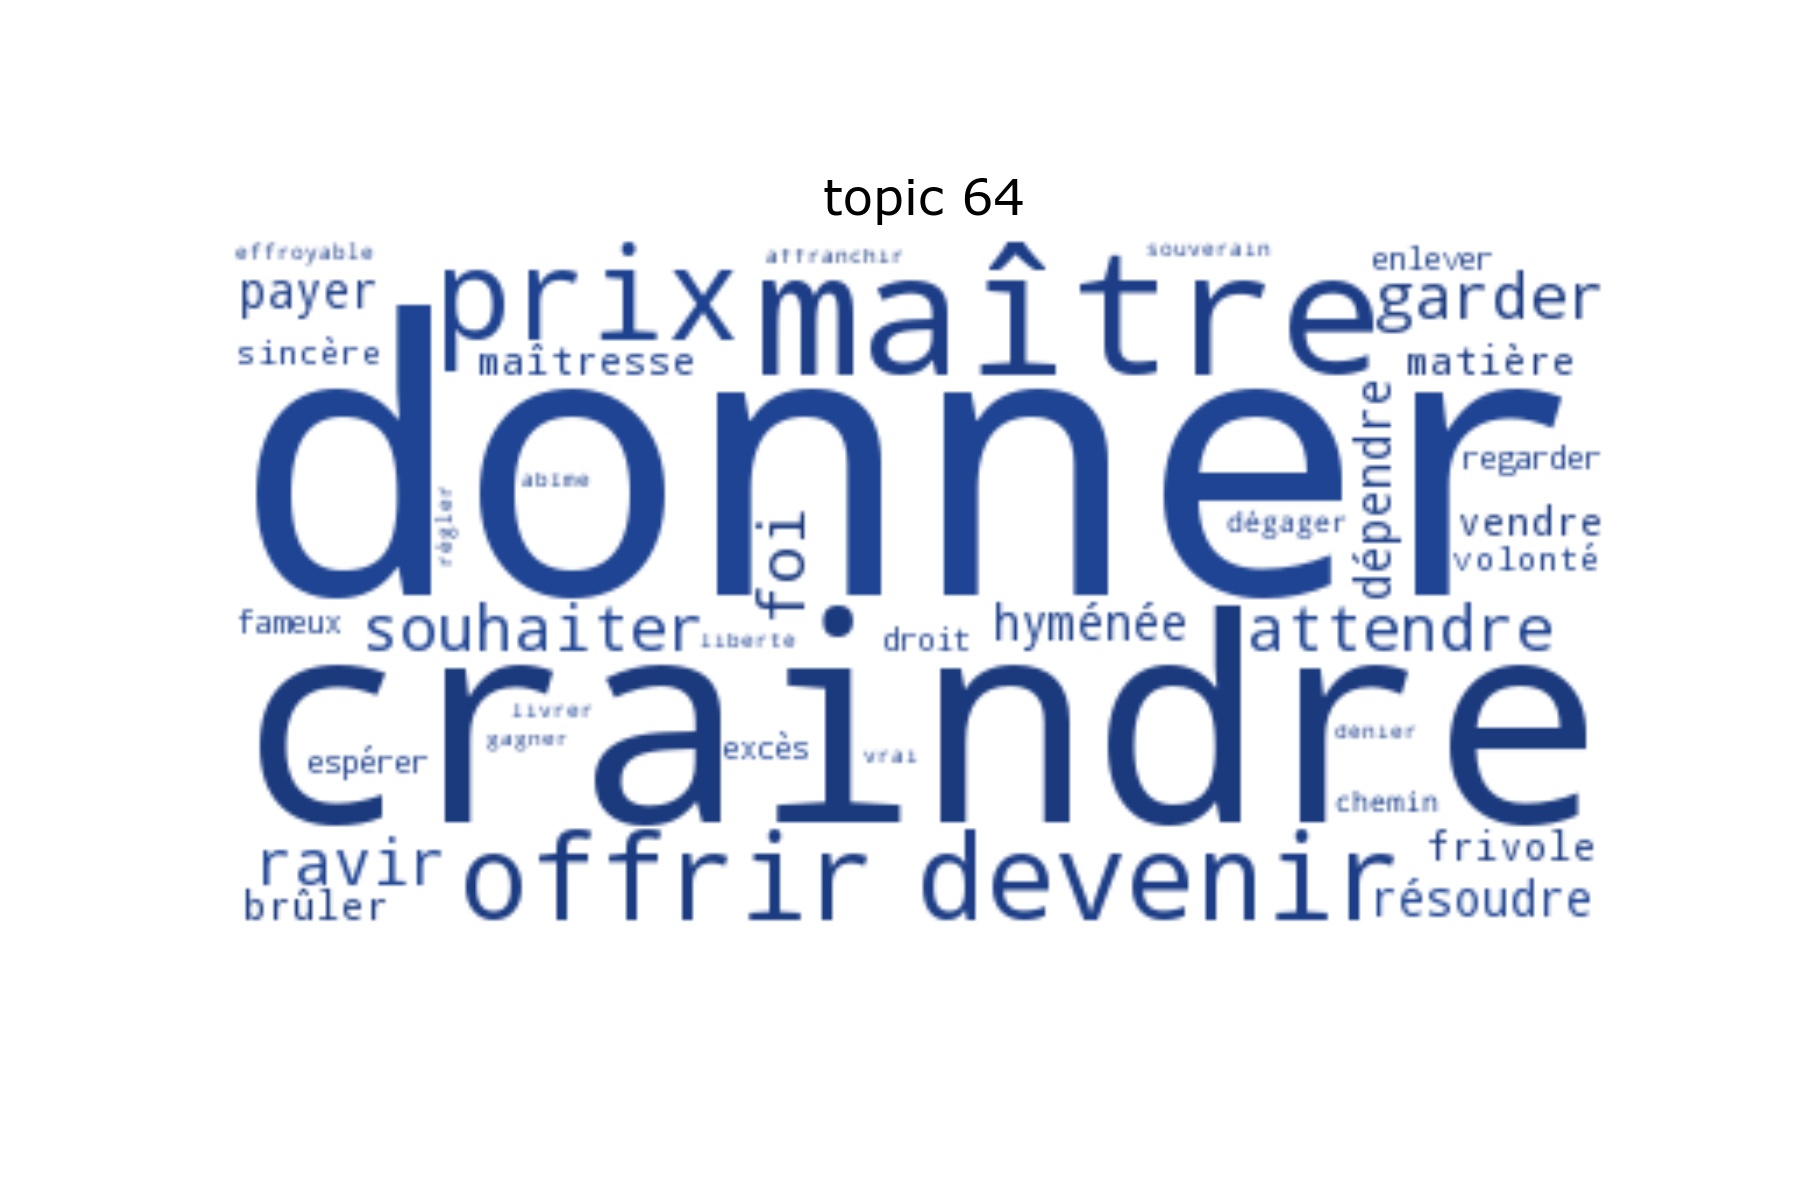 topic 64
effroyable
affranchir
souverain
enlever
payer
prix
maître
garder
sincère
maîtresse
matière
donner
dépendre
regarder
abîme
régler
foi
dégager
vendre
volonté
fameux
souhaiter
liberté
droit
hyménée
attendre
craindre
livrer
gagner
espérer
excès
vrai
denier
chemin
ravir
offrir
devenir
frivole
brûler
résoudre